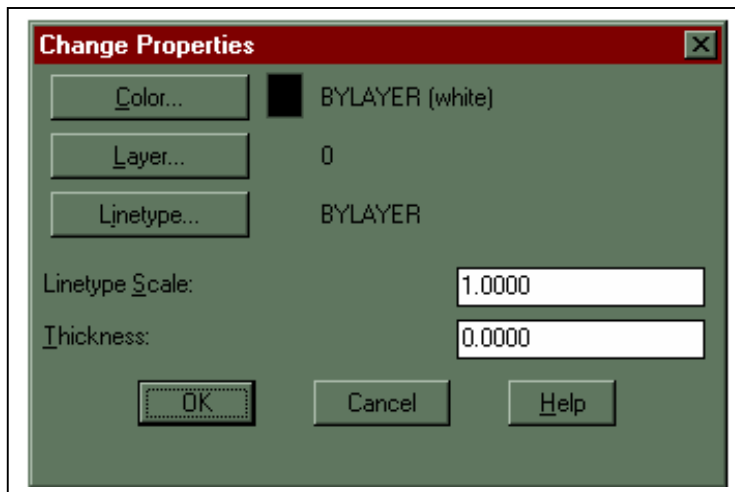 Change Properties
Color... BYLAYER (white)
Layer... 0
Linetype... BYLAYER
Linetype Scale: 1.0000
Thickness: 0.0000
OK Cancel Help